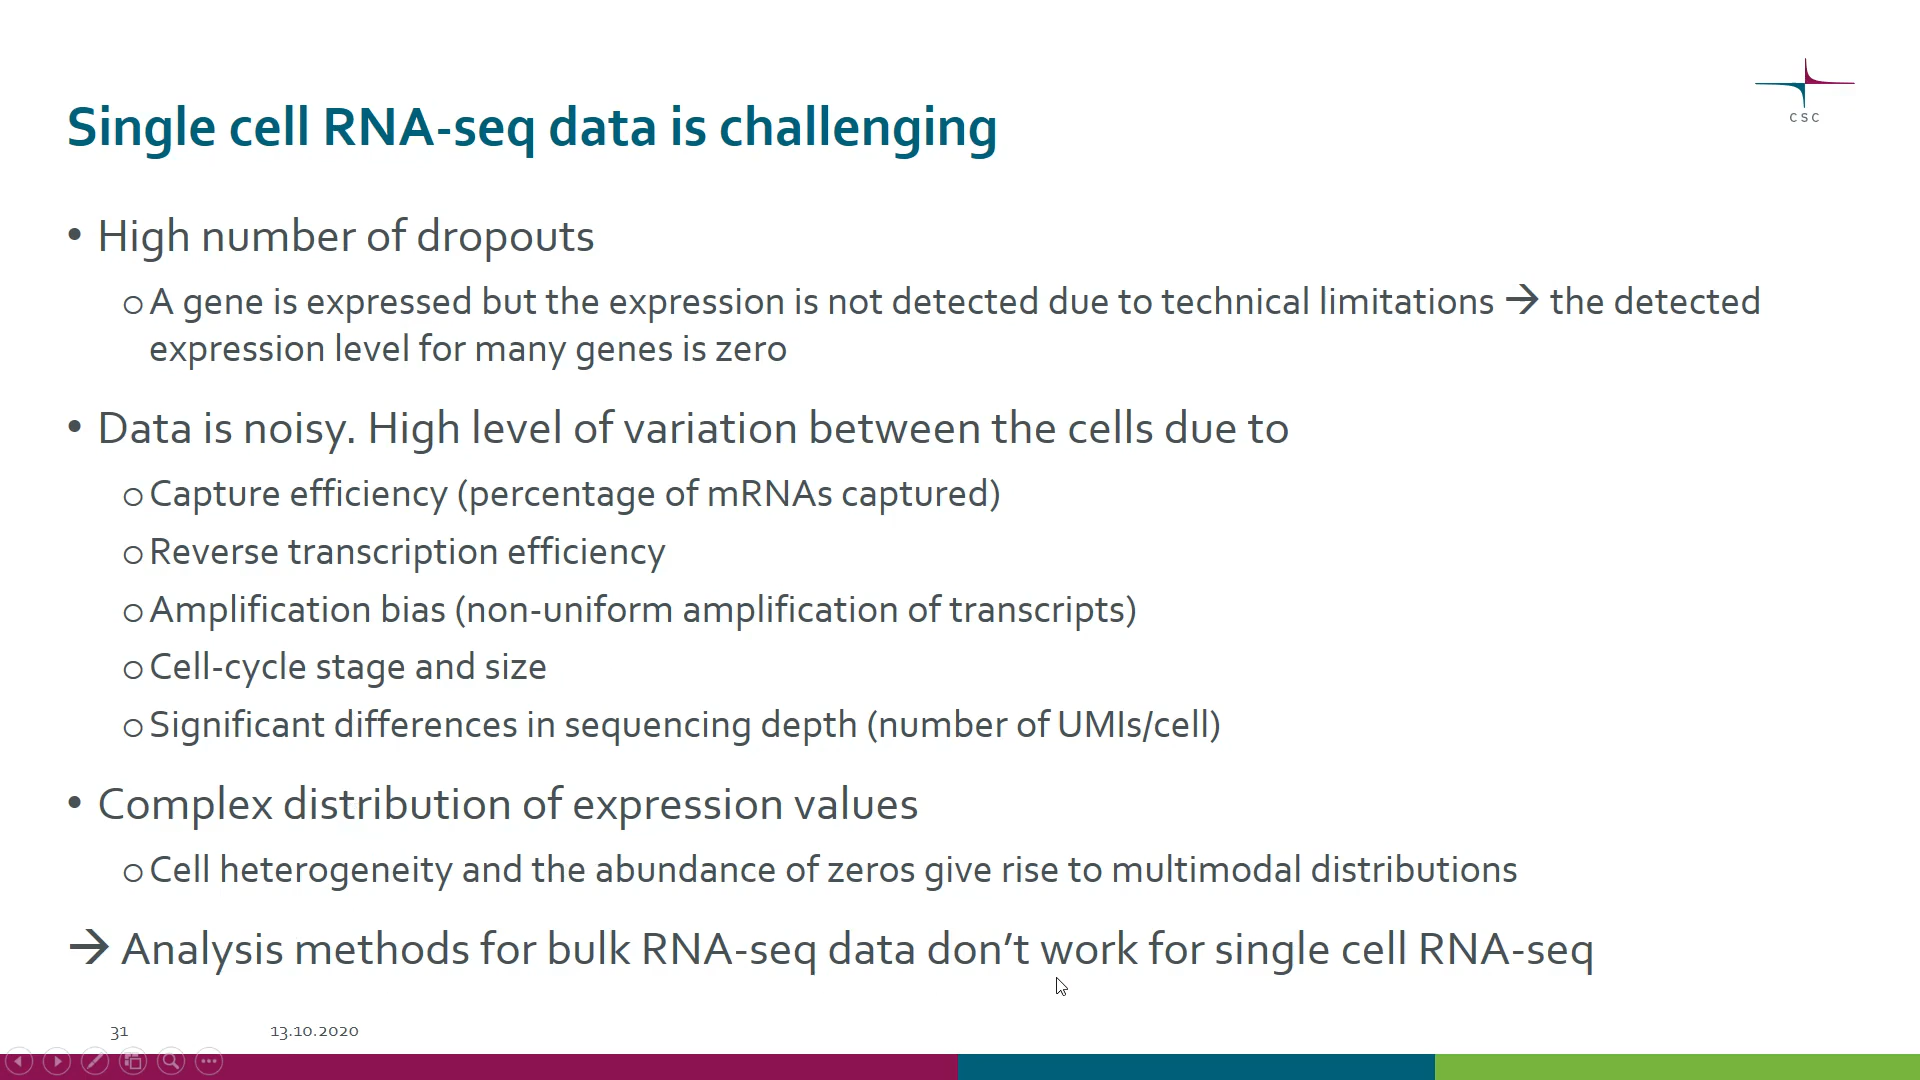 CSC
Single cell RNA-seq data is challenging
• High number of dropouts
o A gene is expressed but the expression is not detected due to technical limitations → the detected
expression level for many genes is zero
• Data is noisy. High level of variation between the cells due to
o Capture efficiency (percentage of mRNAs captured)
o Reverse transcription efficiency
o Amplification bias (non-uniform amplification of transcripts)
o Cell-cycle stage and size
o Significant differences in sequencing depth (number of UMIs/cell)
• Complex distribution of expression values
o Cell heterogeneity and the abundance of zeros give rise to multimodal distributions
→ Analysis methods for bulk RNA-seq data don’t work for single cell RNA-seq
31 13.10.2020